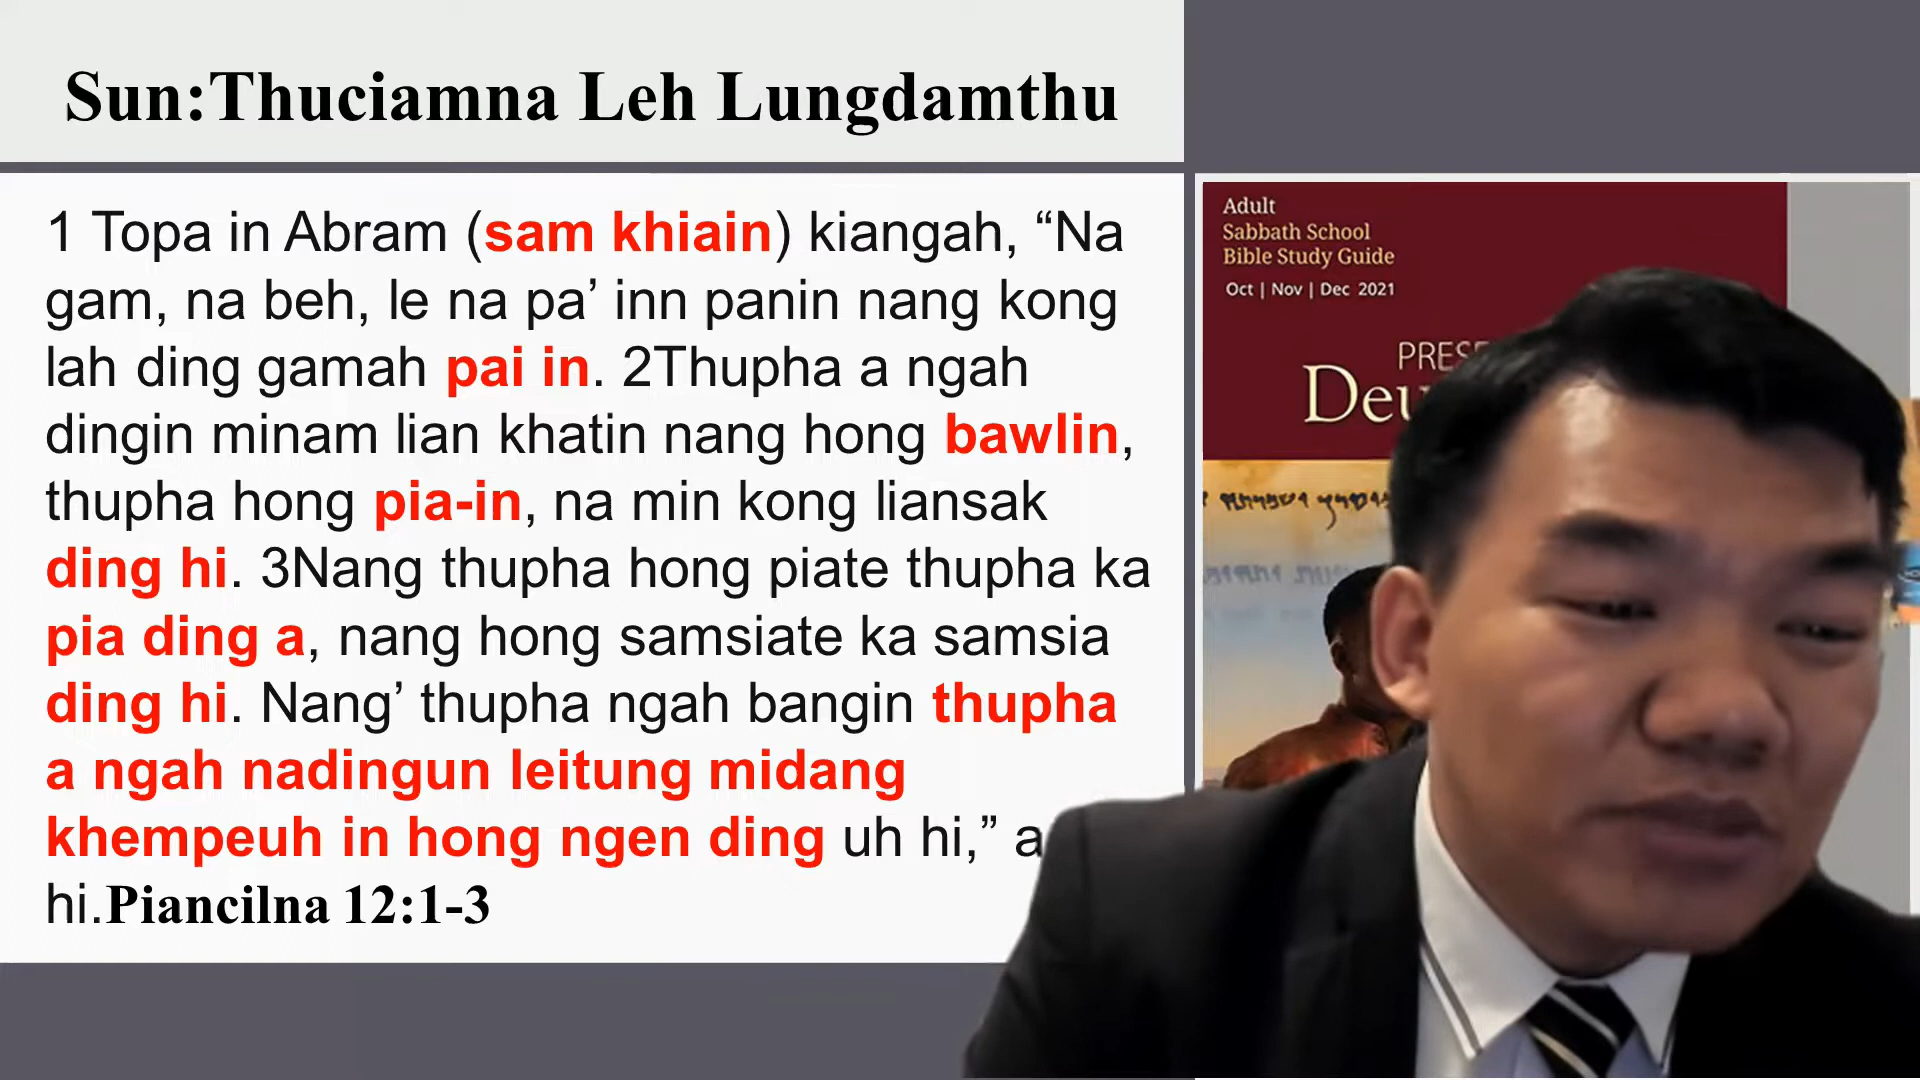 Sun:Thuciamna Leh Lungdamthu
1 Topa in Abram (sam khiain) kiangah, “Na
gam, na beh, le na pa’ inn panin nang kong
lah ding gamah pai in. 2Thupha a ngah
dingin minam lian khatin nang hong bawlin,
thupha hong pia-in, na min kong liansak
ding hi. 3Nang thupha hong piate thupha ka
pia ding a, nang hong samsiate ka samsia
ding hi. Nang’ thupha ngah bangin thupha
a ngah nadingun leitung midang
khempeuh in hong ngen ding uh hi,” a
hi.Piancilna 12:1-3
Adult
Sabbath School
Bible Study Guide
Oct | Nov | Dec 2021